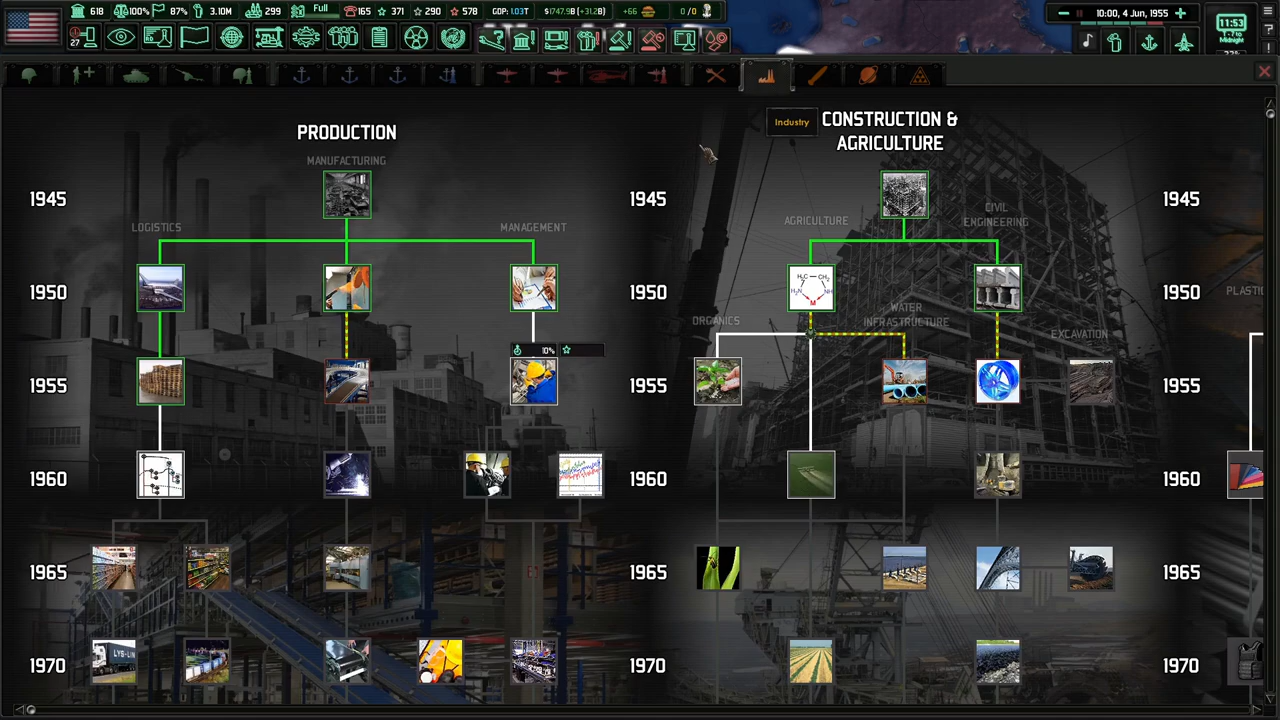 618 100% 87% 3.10M 299 Full 165 371 290 578 GDP: 1.03T $1747.9B (+31.2B) +66 0/0
10:00, 4 Jun, 1955
11:53
Midnight
27
Industry
PRODUCTION
CONSTRUCTION &
AGRICULTURE
MANUFACTURING
1945
1945
1945
LOGISTICS
MANAGEMENT
AGRICULTURE
CIVIL
ENGINEERING
1950
1950
1950
ORGANICS
WATER
INFRASTRUCTURE
EXCAVATION
10%
1955
1955
1955
1960
1960
1960
1965
1965
1965
1970
1970
1970